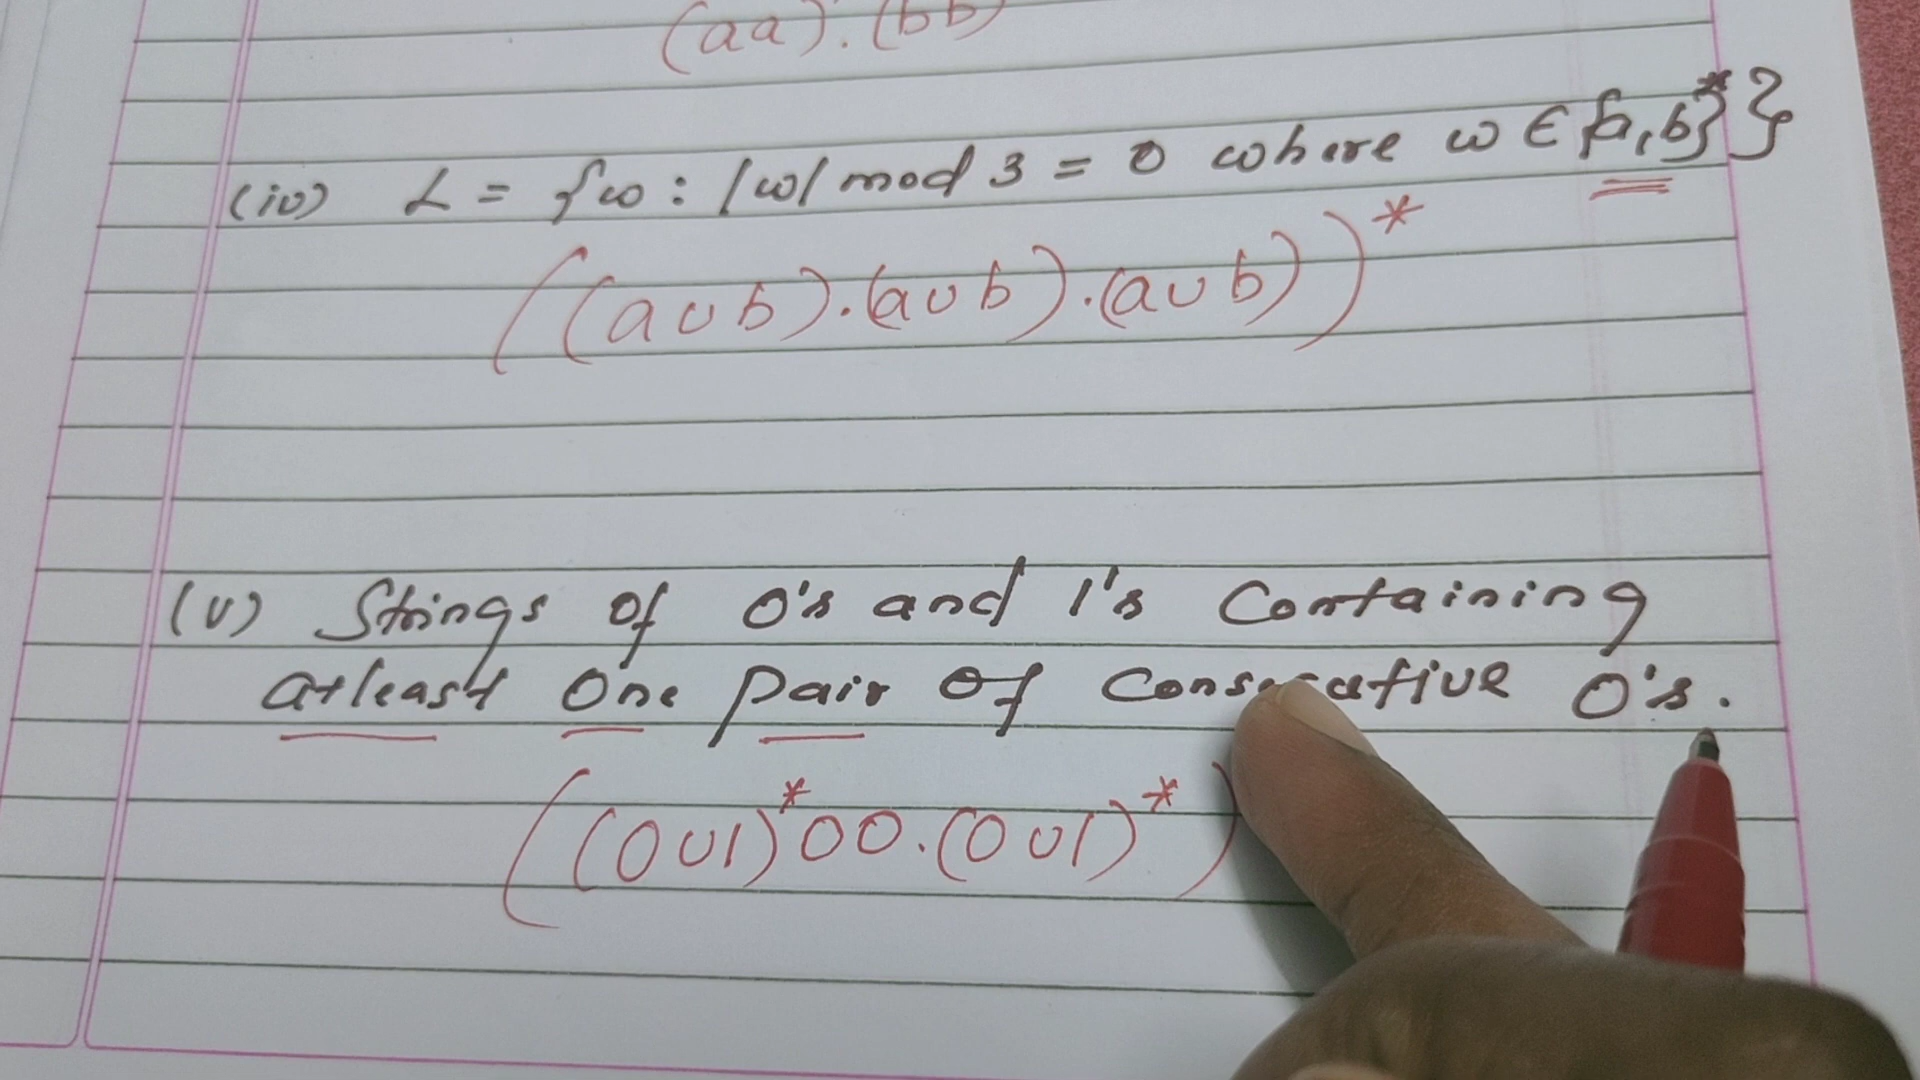 (aa).(bb)
(iv) L = {w : |w| mod 3 = 0 where w ∈ {a,b}*}
((a∪b).(a∪b).(a∪b))*
(v) Strings of 0's and 1's Containing
atleast One pair of Consecutive 0's.
((0∪1)*00.(0∪1)*)